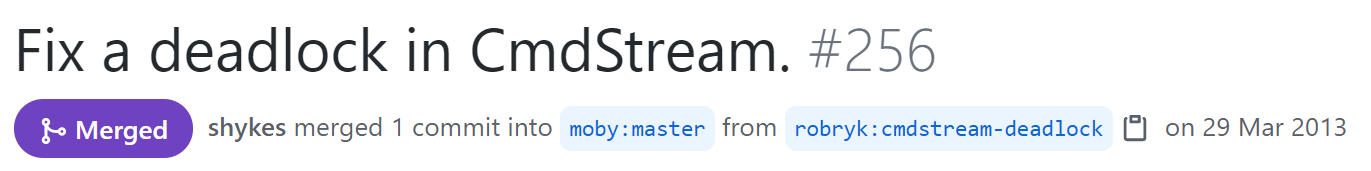 Fix a deadlock in CmdStream. #256
Merged shykes merged 1 commit into moby:master from robryk:cmdstream-deadlock on 29 Mar 2013